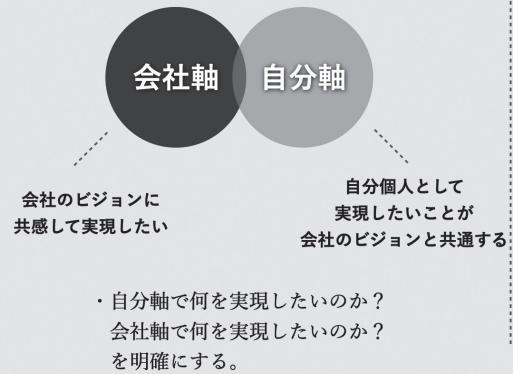 会社軸
自分軸
会社のビジョンに
共感して実現したい
自分個人として
実現したいことが
会社のビジョンと共通する
・自分軸で何を実現したいのか？
会社軸で何を実現したいのか？
を明確にする。